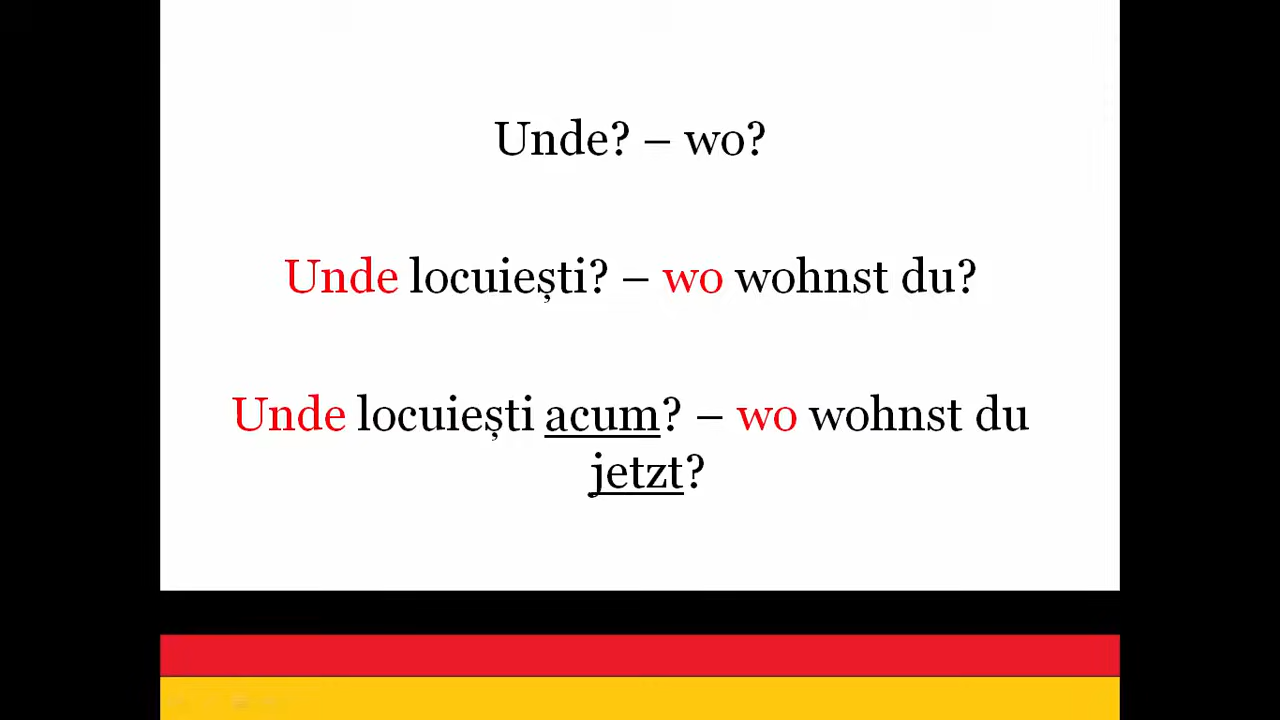 Unde? – wo?
Unde locuiești? – wo wohnst du?
Unde locuiești acum? – wo wohnst du
jetzt?